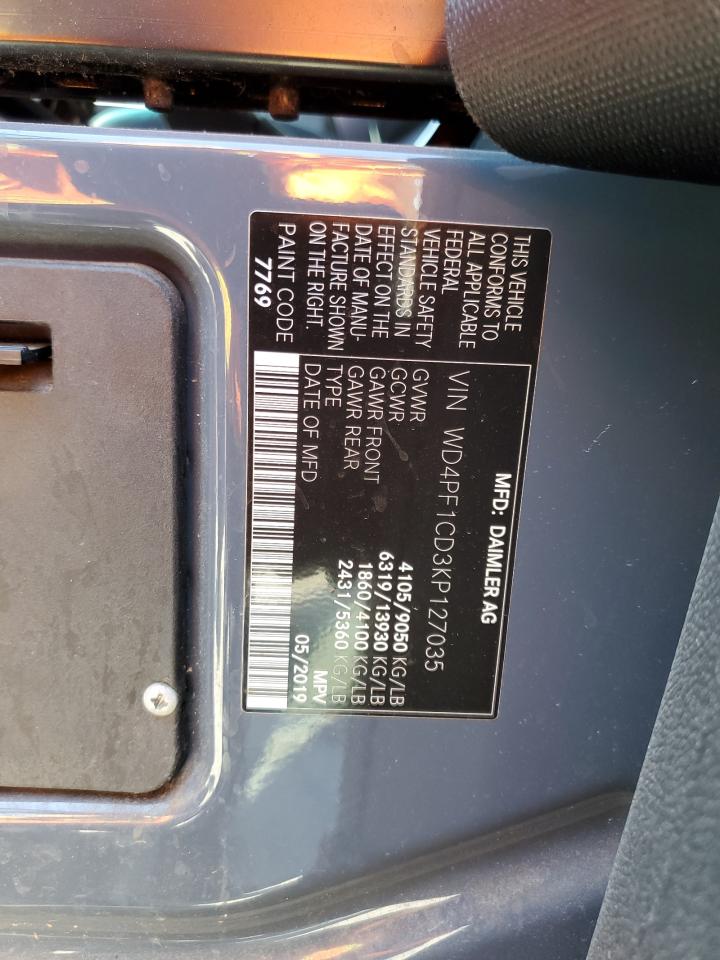 THIS VEHICLE
CONFORMS TO
ALL APPLICABLE
FEDERAL
VEHICLE SAFETY
STANDARDS IN
EFFECT ON THE
DATE OF MANU-
FACTURE SHOWN
ON THE RIGHT.
PAINT CODE
7769
MFD: DAIMLER AG
VIN WD4PF1CD3KP127035
GVWR 4105/9050 KG/LB
GCWR 6319/13930 KG/LB
GAWR FRONT 1860/4100 KG/LB
GAWR REAR 2431/5360 KG/LB
TYPE MPV
DATE OF MFD 05/2019